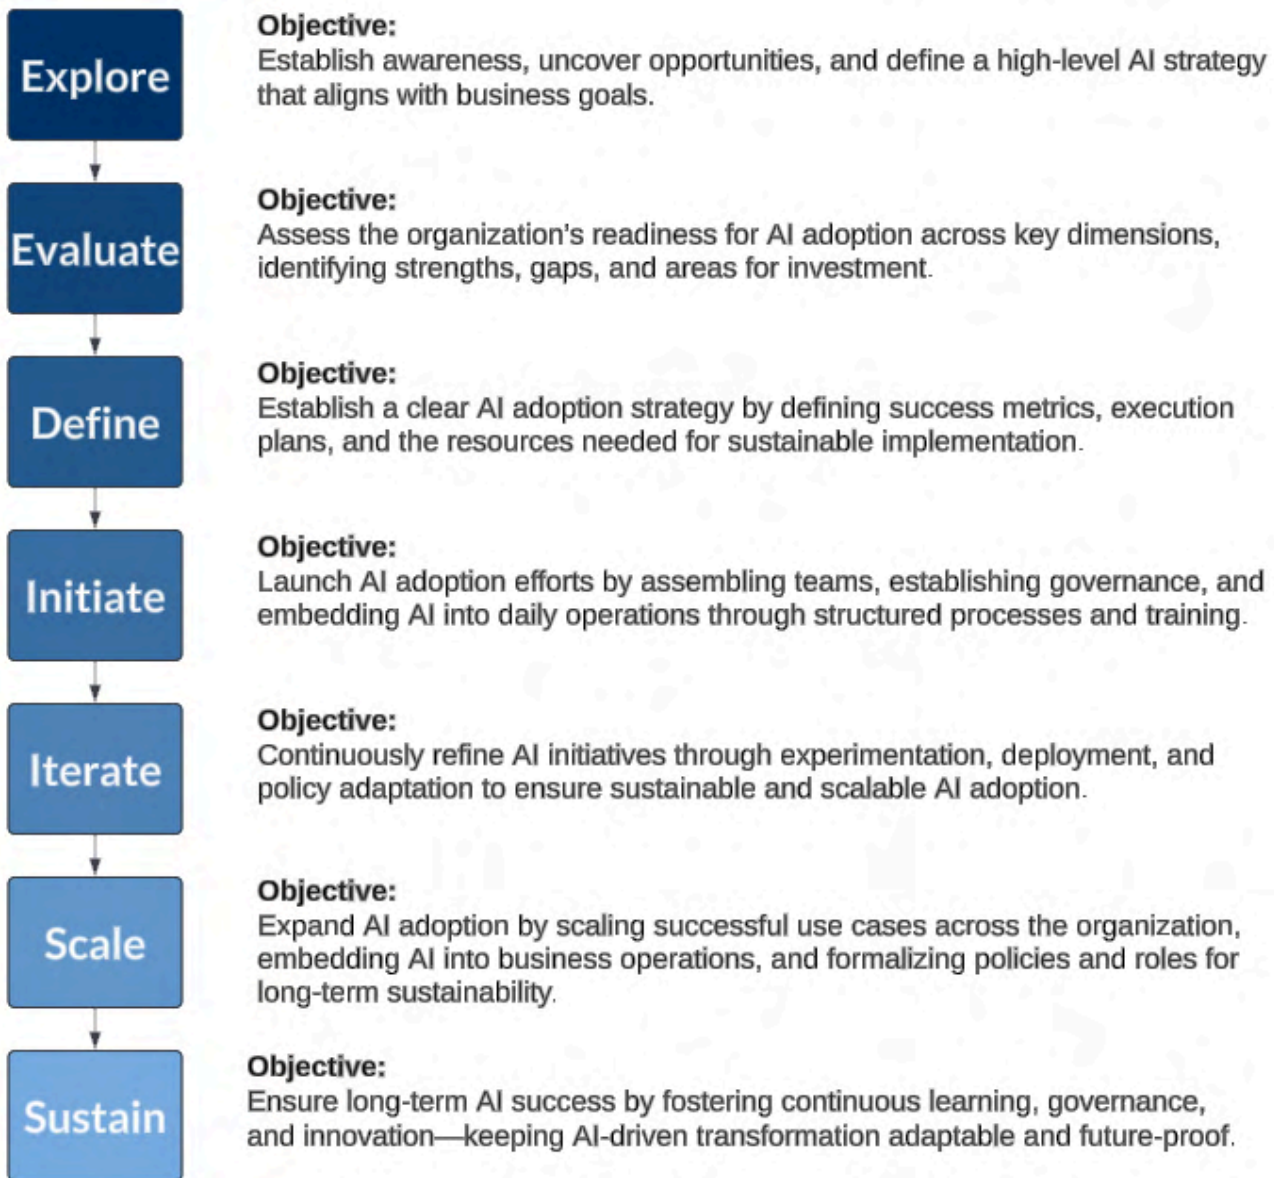 Explore
Objective:
Establish awareness, uncover opportunities, and define a high-level AI strategy
that aligns with business goals.
Evaluate
Objective:
Assess the organization's readiness for AI adoption across key dimensions,
identifying strengths, gaps, and areas for investment.
Define
Objective:
Establish a clear AI adoption strategy by defining success metrics, execution
plans, and the resources needed for sustainable implementation.
Initiate
Objective:
Launch AI adoption efforts by assembling teams, establishing governance, and
embedding AI into daily operations through structured processes and training.
Iterate
Objective:
Continuously refine AI initiatives through experimentation, deployment, and
policy adaptation to ensure sustainable and scalable AI adoption.
Scale
Objective:
Expand AI adoption by scaling successful use cases across the organization,
embedding AI into business operations, and formalizing policies and roles for
long-term sustainability.
Sustain
Objective:
Ensure long-term AI success by fostering continuous learning, governance,
and innovation—keeping AI-driven transformation adaptable and future-proof.